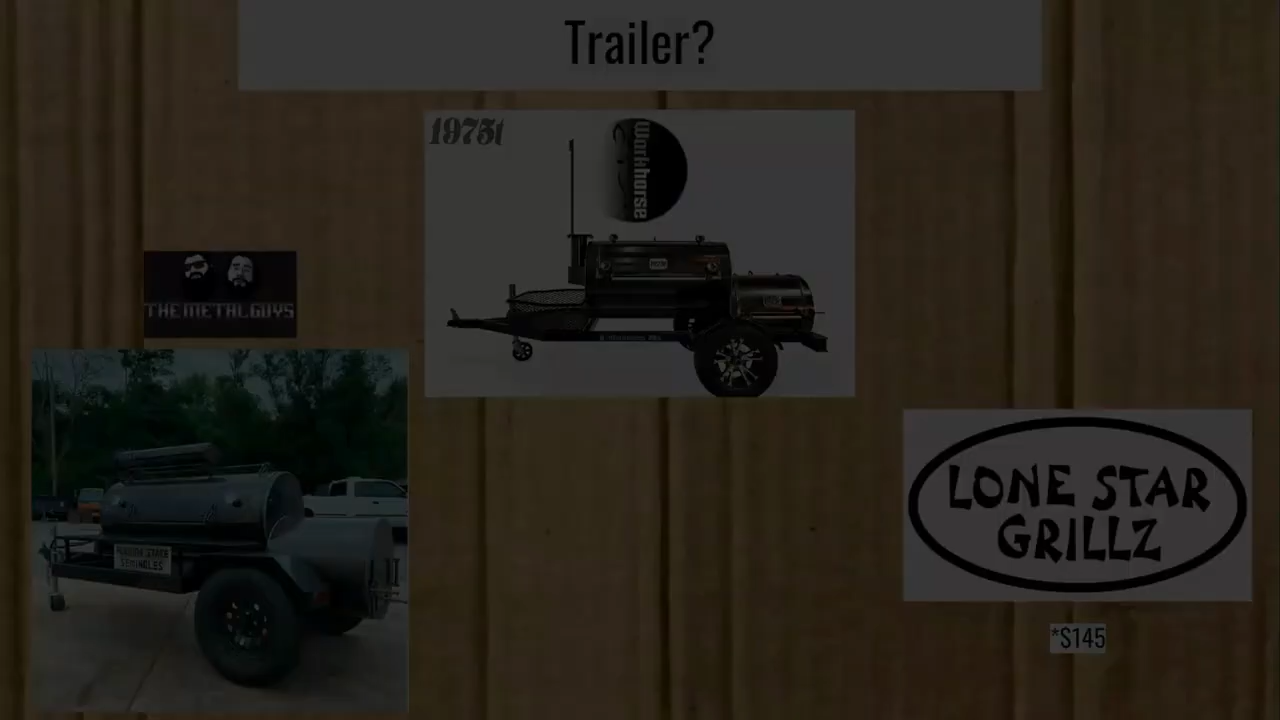 Trailer?
1975t
Workhorse
THE METAL GUYS
LONE STAR
GRILLZ
*$145